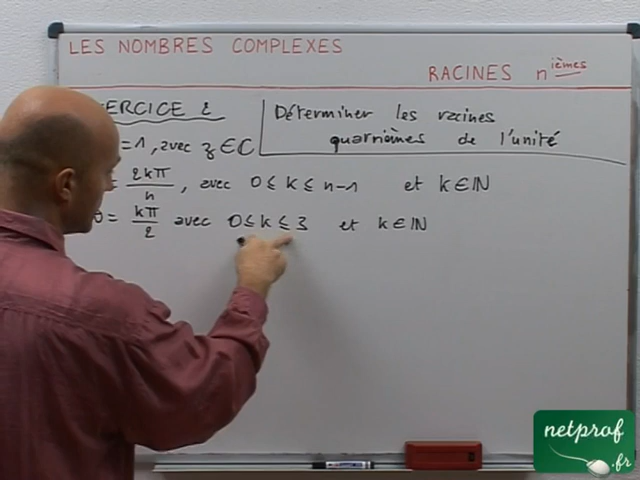 LES NOMBRES COMPLEXES
RACINES n ièmes
ERCICE 2
Déterminer les racines
quatrièmes de l'unité
=1, avec z∈C
= 2kπ/n, avec 0 ≤ k ≤ n-1 et k∈IN
θ= kπ/2 avec 0 ≤ k ≤ 3 et k∈IN
netprof
.fr